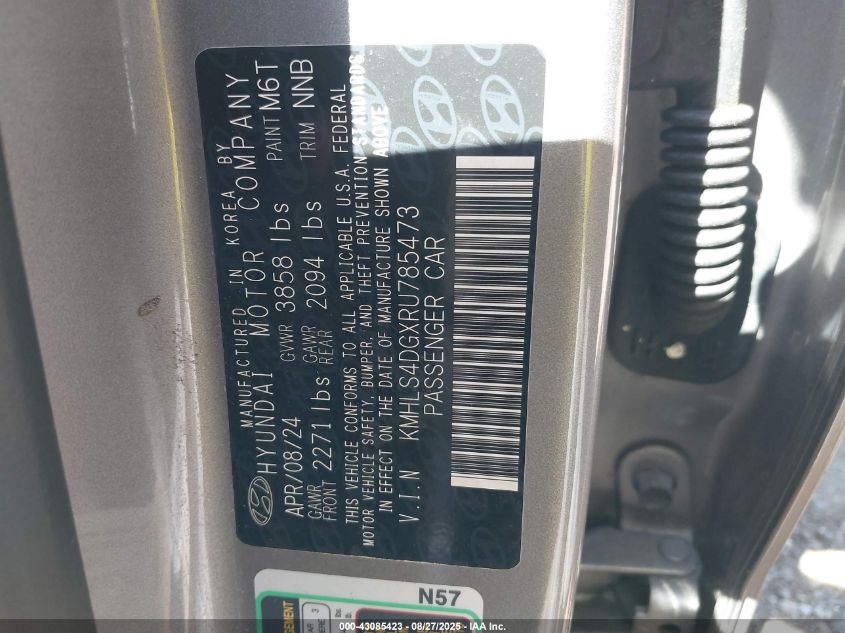 MANUFACTURED IN KOREA BY
HYUNDAI MOTOR COMPANY
APR/08/24 GVWR 3858 lbs PAINT M6T
GAWR FRONT 2271 lbs GAWR REAR 2094 lbs TRIM NNB
THIS VEHICLE CONFORMS TO ALL APPLICABLE U.S.A. FEDERAL
MOTOR VEHICLE SAFETY, BUMPER, AND THEFT PREVENTION STANDARDS
IN EFFECT ON THE DATE OF MANUFACTURE SHOWN ABOVE
V.I.N KMHLS4DGXRU785473
PASSENGER CAR
N57
000-43085423 - 08/27/2025 - ©IAA, Inc.